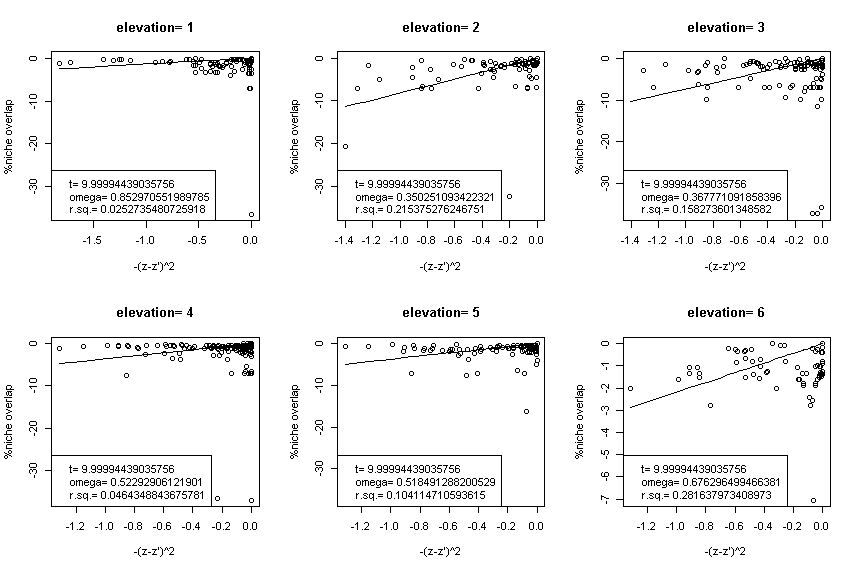 elevation= 1
elevation= 2
elevation= 3
%niche overlap
0
-10
-20
-30
t= 9.99994439035756
omega= 0.852970551989785
r.sq.= 0.0252735480725918
-1.5 -1.0 -0.5 0.0
-(z-z')^2
%niche overlap
0
-10
-20
-30
t= 9.99994439035756
omega= 0.350251093422321
r.sq.= 0.215375276246751
-1.4 -1.2 -1.0 -0.8 -0.6 -0.4 -0.2 0.0
-(z-z')^2
%niche overlap
0
-10
-20
-30
t= 9.99994439035756
omega= 0.367771091858396
r.sq.= 0.158273601348582
-1.4 -1.2 -1.0 -0.8 -0.6 -0.4 -0.2 0.0
-(z-z')^2
elevation= 4
elevation= 5
elevation= 6
%niche overlap
0
-10
-20
-30
t= 9.99994439035756
omega= 0.52292906121901
r.sq.= 0.0464348843675781
-1.2 -1.0 -0.8 -0.6 -0.4 -0.2 0.0
-(z-z')^2
%niche overlap
0
-10
-20
-30
t= 9.99994439035756
omega= 0.518491288200529
r.sq.= 0.104114710593615
-1.2 -1.0 -0.8 -0.6 -0.4 -0.2 0.0
-(z-z')^2
%niche overlap
0
-1
-2
-3
-4
-5
-6
-7
t= 9.99994439035756
omega= 0.676296499466381
r.sq.= 0.281637973408973
-1.2 -1.0 -0.8 -0.6 -0.4 -0.2 0.0
-(z-z')^2